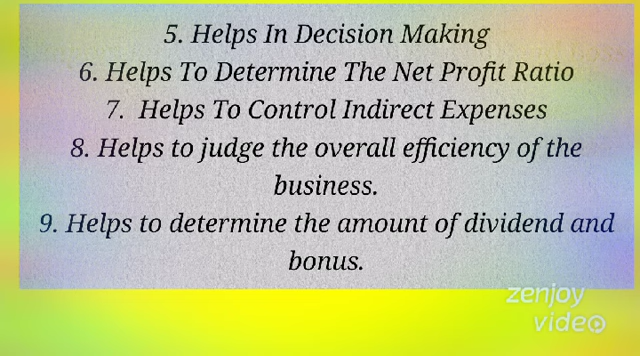 5. Helps In Decision Making
6. Helps To Determine The Net Profit Ratio
7. Helps To Control Indirect Expenses
8. Helps to judge the overall efficiency of the
business.
9. Helps to determine the amount of dividend and
bonus.
zenjoy
video